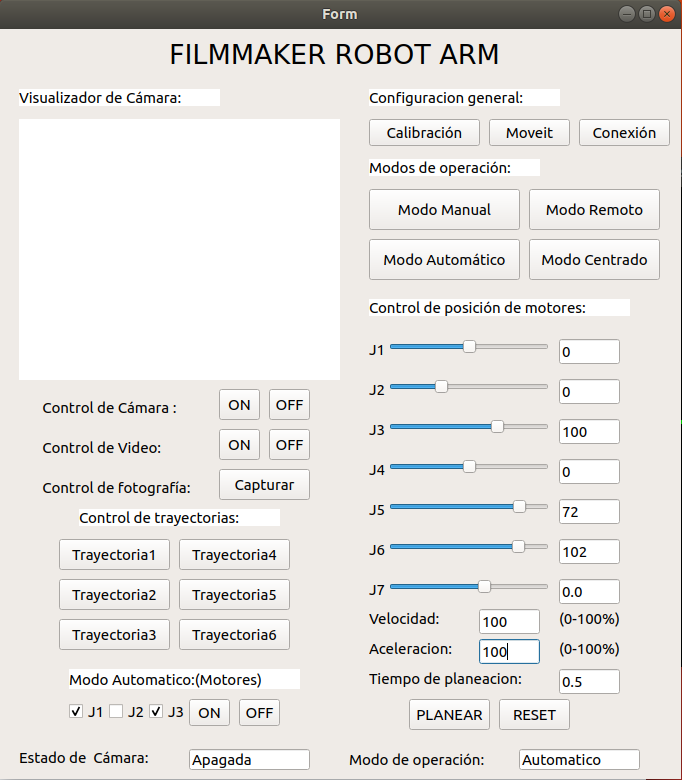 Form
FILMMAKER ROBOT ARM
Visualizador de Cámara:
Control de Cámara : ON OFF
Control de Video: ON OFF
Control de fotografía: Capturar
Control de trayectorias:
Trayectoria1 Trayectoria4
Trayectoria2 Trayectoria5
Trayectoria3 Trayectoria6
Modo Automatico:(Motores)
J1 J2 J3 ON OFF
Estado de Cámara: Apagada
Configuracion general:
Calibración Moveit Conexión
Modos de operación:
Modo Manual Modo Remoto
Modo Automático Modo Centrado
Control de posición de motores:
J1 0
J2 0
J3 100
J4 0
J5 72
J6 102
J7 0.0
Velocidad: 100 (0-100%)
Aceleracion: 100 (0-100%)
Tiempo de planeacion: 0.5
PLANEAR RESET
Modo de operación: Automatico